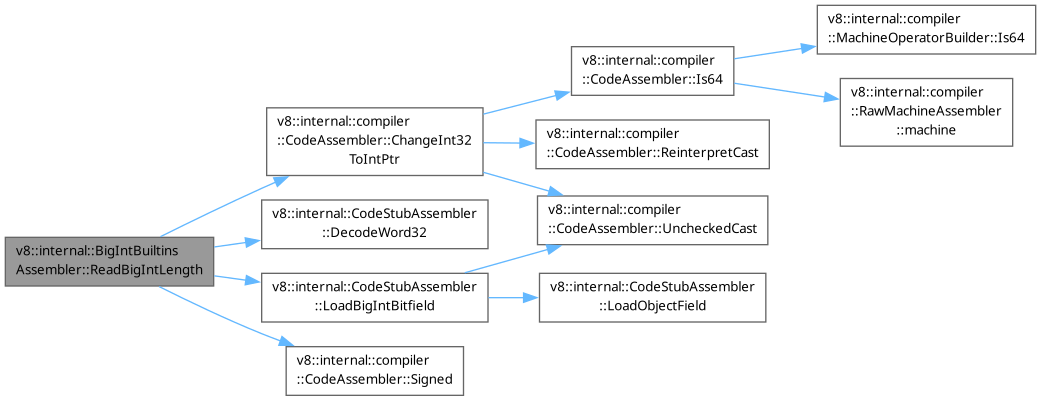 v8::internal::BigIntBuiltins
Assembler::ReadBigIntLength
v8::internal::compiler
::CodeAssembler::ChangeInt32
ToIntPtr
v8::internal::CodeStubAssembler
::DecodeWord32
v8::internal::CodeStubAssembler
::LoadBigIntBitfield
v8::internal::compiler
::CodeAssembler::Signed
v8::internal::compiler
::CodeAssembler::Is64
v8::internal::compiler
::CodeAssembler::ReinterpretCast
v8::internal::compiler
::CodeAssembler::UncheckedCast
v8::internal::CodeStubAssembler
::LoadObjectField
v8::internal::compiler
::MachineOperatorBuilder::Is64
v8::internal::compiler
::RawMachineAssembler
::machine